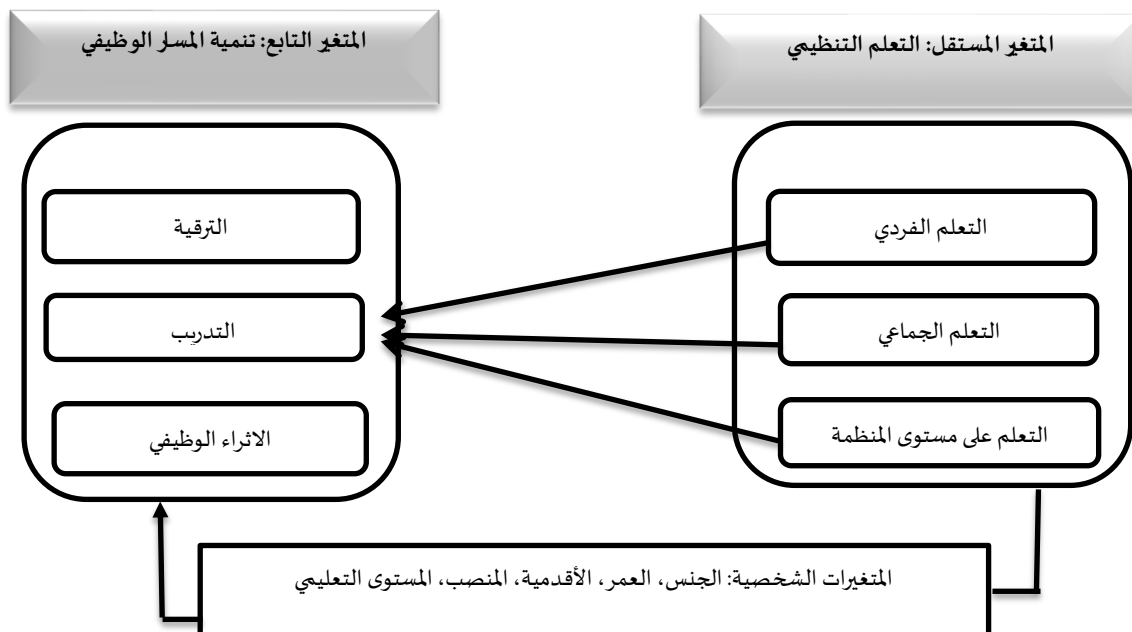 المتغير المستقل: التعلم التنظيمي
المتغير التابع: تنمية المسار الوظيفي
التعلم الفردي
التعلم الجماعي
التعلم على مستوى المنظمة
الترقية
التدريب
الاثراء الوظيفي
المتغيرات الشخصية: الجنس، العمر، الأقدمية، المنصب، المستوى التعليمي